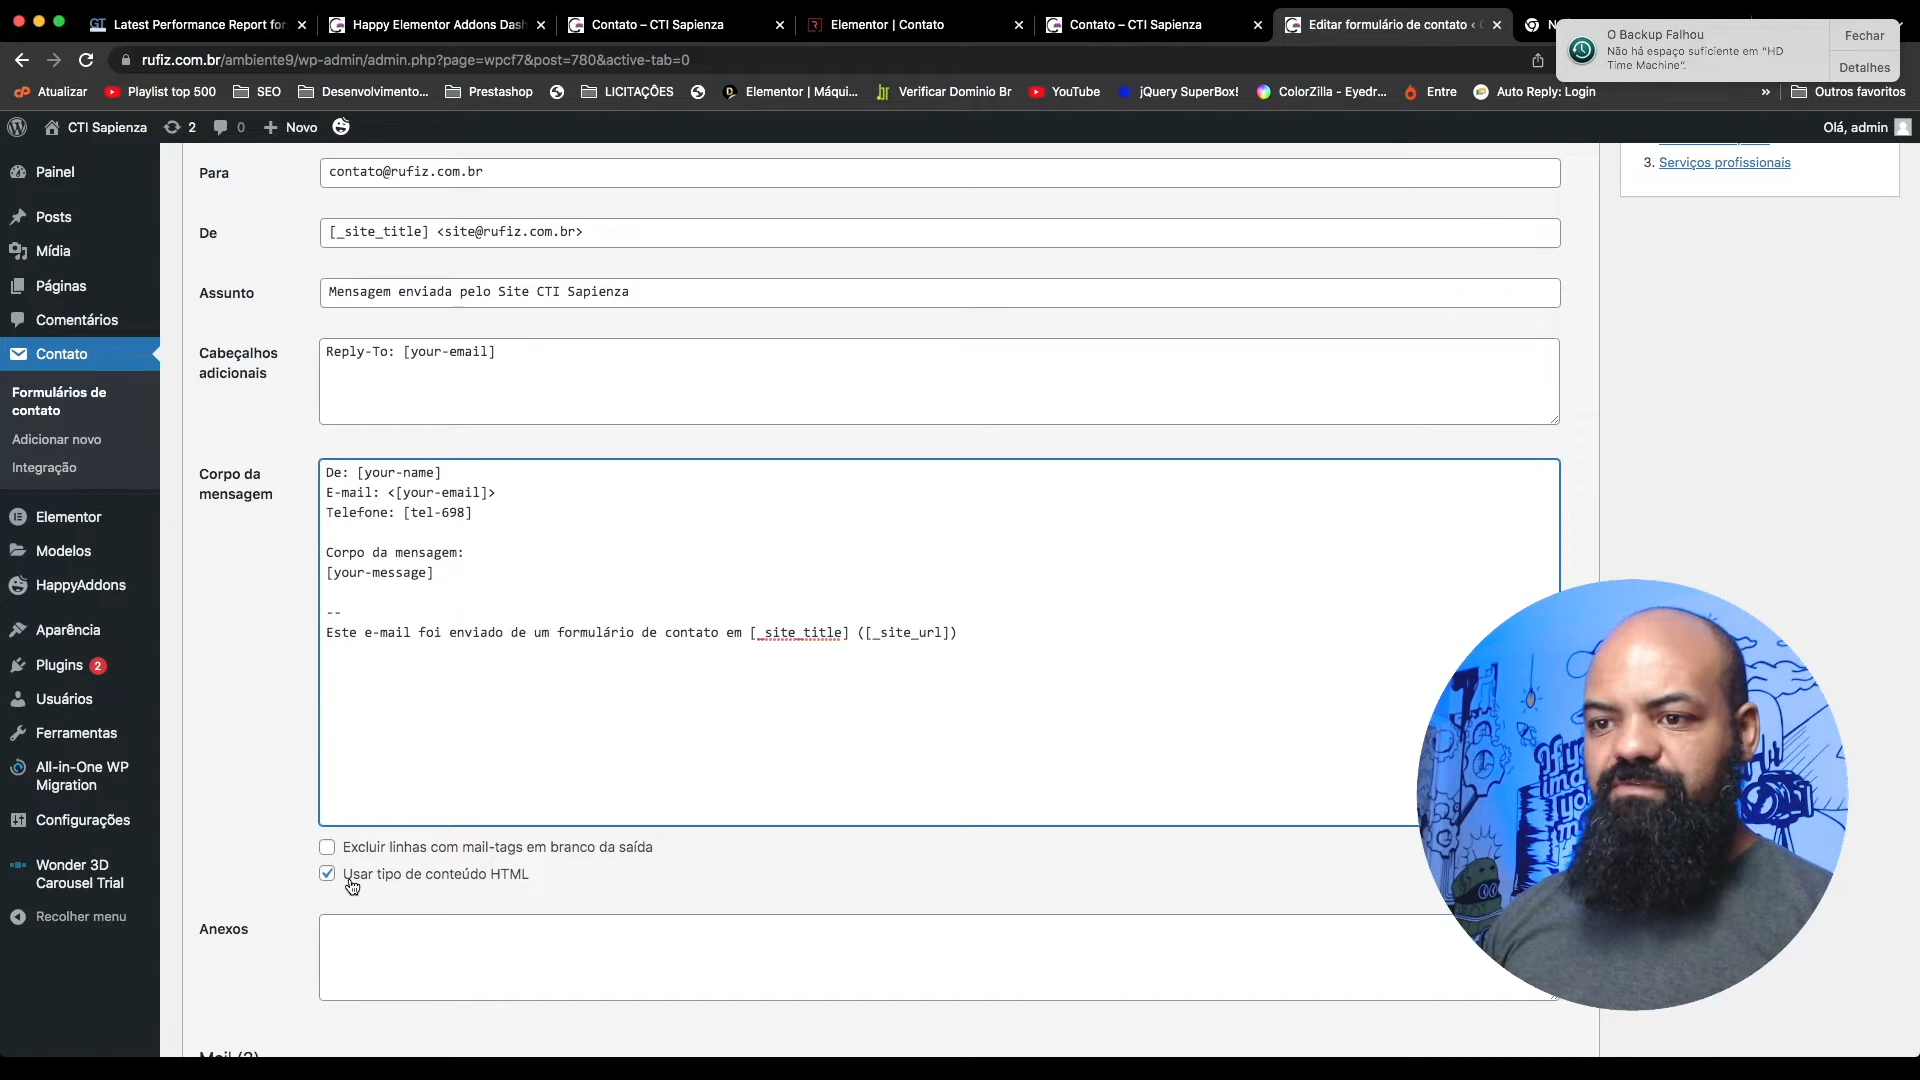 Latest Performance Report for
Happy Elementor Addons Das
Contato – CTI Sapienza
Elementor | Contato
Contato – CTI Sapienza
Editar formulário de contato ‹
O Backup Falhou
Não há espaço suficiente em "HD
Time Machine".
Fechar
Detalhes
rufiz.com.br/ambiente9/wp-admin/admin.php?page=wpcf7&post=780&active-tab=0
Atualizar
Playlist top 500
SEO
Desenvolvimento...
Prestashop
LICITAÇÔES
Elementor | Máqui...
Verificar Dominio Br
YouTube
jQuery SuperBox!
ColorZilla - Eyedr...
Entre
Auto Reply: Login
»
Outros favoritos
CTI Sapienza
2
0
Novo
Olá, admin
Painel
Posts
Mídia
Páginas
Comentários
Contato
Formulários de
contato
Adicionar novo
Integração
Elementor
Modelos
HappyAddons
Aparência
Plugins 2
Usuários
Ferramentas
All-in-One WP
Migration
Configurações
Wonder 3D
Carousel Trial
Recolher menu
Para
contato@rufiz.com.br
De
[_site_title] <site@rufiz.com.br>
Assunto
Mensagem enviada pelo Site CTI Sapienza
Cabeçalhos
adicionais
Reply-To: [your-email]
Corpo da
mensagem
De: [your-name]
E-mail: <[your-email]>
Telefone: [tel-698]
Corpo da mensagem:
[your-message]
--
Este e-mail foi enviado de um formulário de contato em [_site_title] ([_site_url])
Excluir linhas com mail-tags em branco da saída
Usar tipo de conteúdo HTML
Anexos
Mail (2)
3. Serviços profissionais